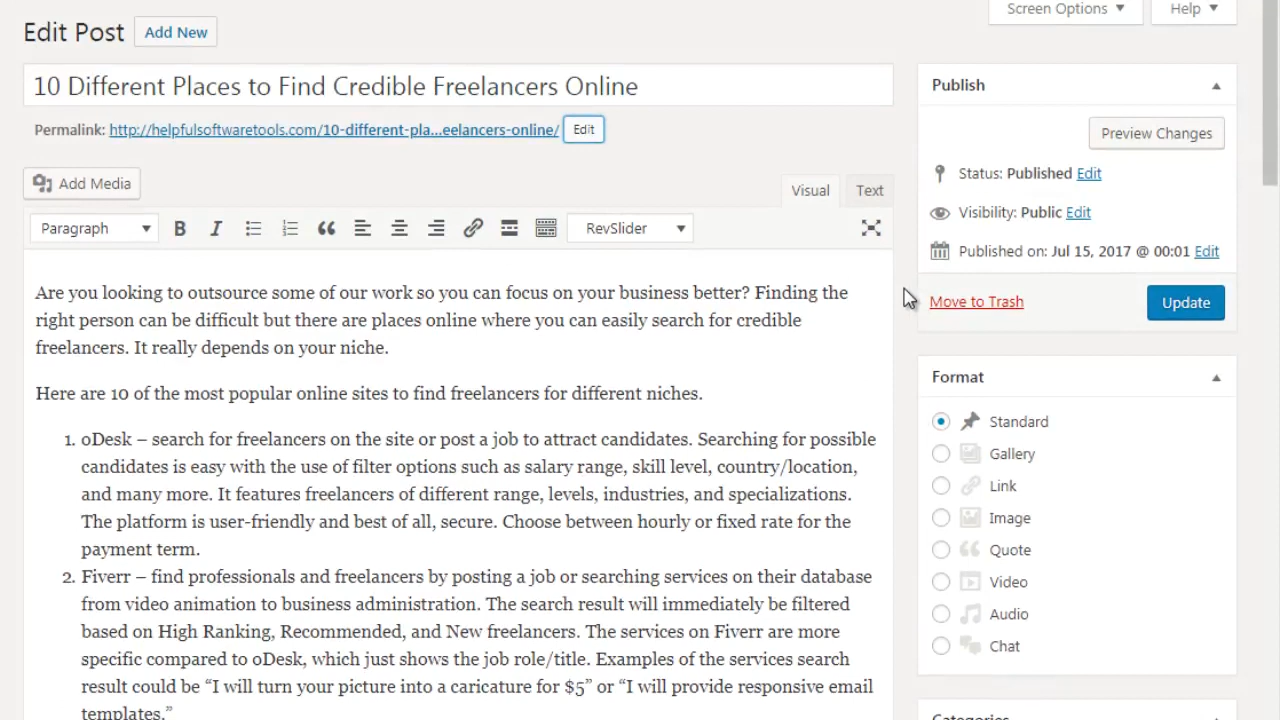 Screen Options
Help
Edit Post
Add New
10 Different Places to Find Credible Freelancers Online
Permalink: http://helpfulsoftwaretools.com/10-different-pla...eelancers-online/ Edit
Add Media
Visual
Text
Paragraph
RevSlider
Are you looking to outsource some of our work so you can focus on your business better? Finding the
right person can be difficult but there are places online where you can easily search for credible
freelancers. It really depends on your niche.
Here are 10 of the most popular online sites to find freelancers for different niches.
1. oDesk – search for freelancers on the site or post a job to attract candidates. Searching for possible
candidates is easy with the use of filter options such as salary range, skill level, country/location,
and many more. It features freelancers of different range, levels, industries, and specializations.
The platform is user-friendly and best of all, secure. Choose between hourly or fixed rate for the
payment term.
2. Fiverr – find professionals and freelancers by posting a job or searching services on their database
from video animation to business administration. The search result will immediately be filtered
based on High Ranking, Recommended, and New freelancers. The services on Fiverr are more
specific compared to oDesk, which just shows the job role/title. Examples of the services search
result could be “I will turn your picture into a caricature for $5” or “I will provide responsive email
templates.”
Publish
Preview Changes
Status: Published Edit
Visibility: Public Edit
Published on: Jul 15, 2017 @ 00:01 Edit
Move to Trash
Update
Format
Standard
Gallery
Link
Image
Quote
Video
Audio
Chat
Categories